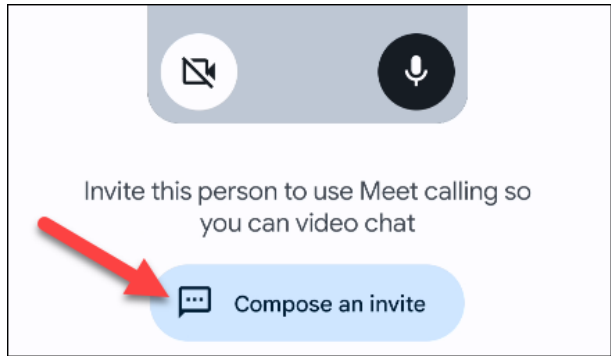 Invite this person to use Meet calling so
you can video chat
Compose an invite